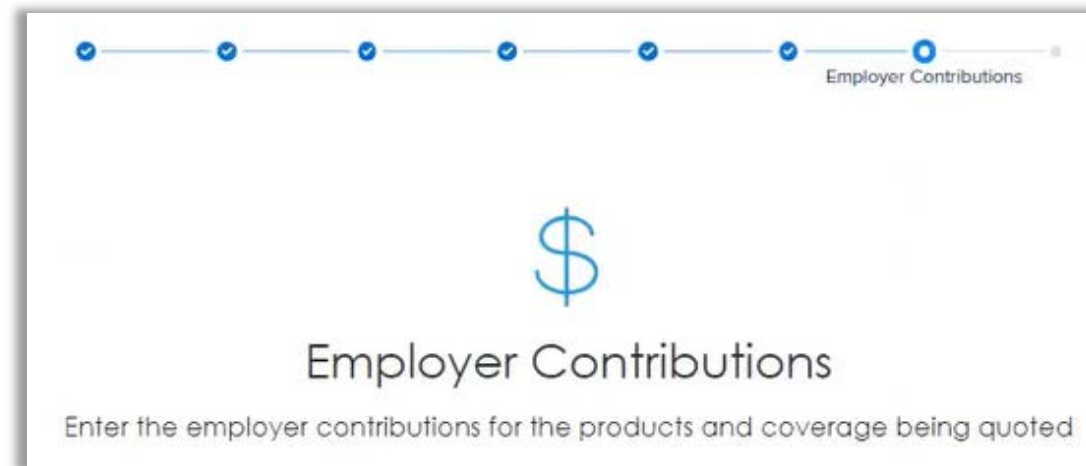 Employer Contributions
$
Employer Contributions
Enter the employer contributions for the products and coverage being quoted